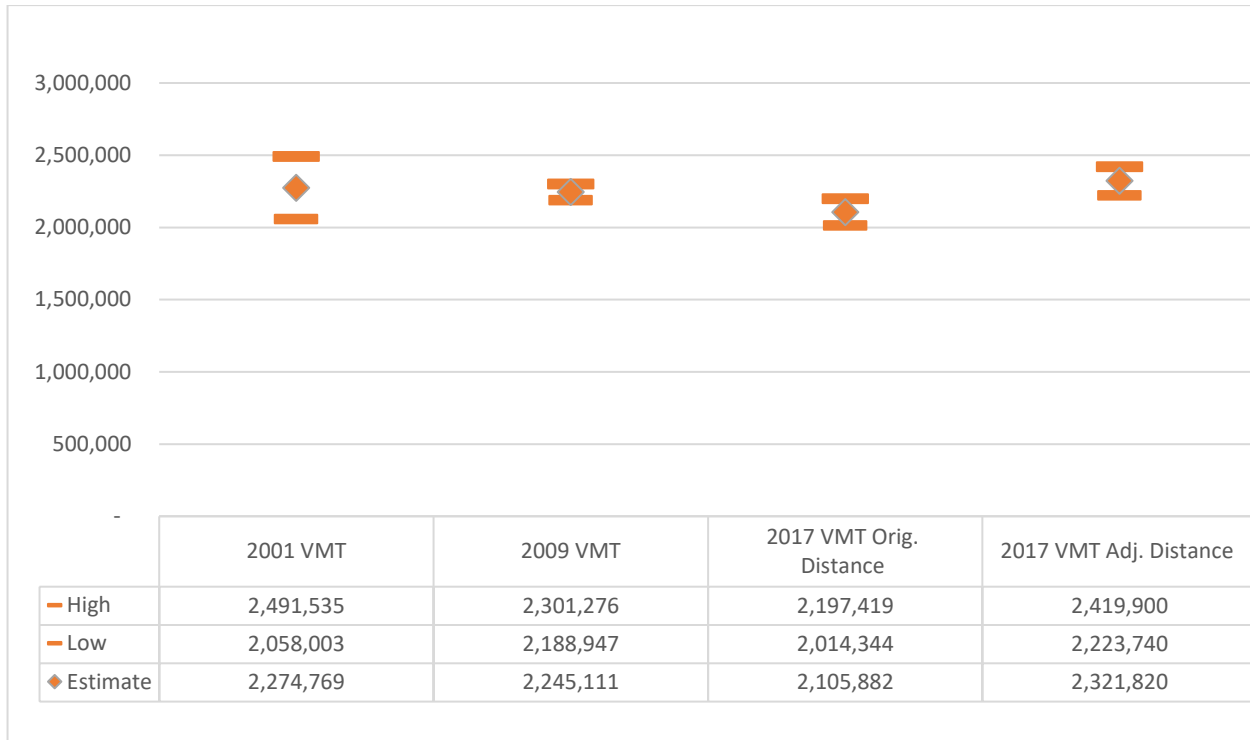 3,000,000
2,500,000
2,000,000
1,500,000
1,000,000
500,000
-
2001 VMT 2009 VMT 2017 VMT Orig. Distance 2017 VMT Adj. Distance
High 2,491,535 2,301,276 2,197,419 2,419,900
Low 2,058,003 2,188,947 2,014,344 2,223,740
Estimate 2,274,769 2,245,111 2,105,882 2,321,820